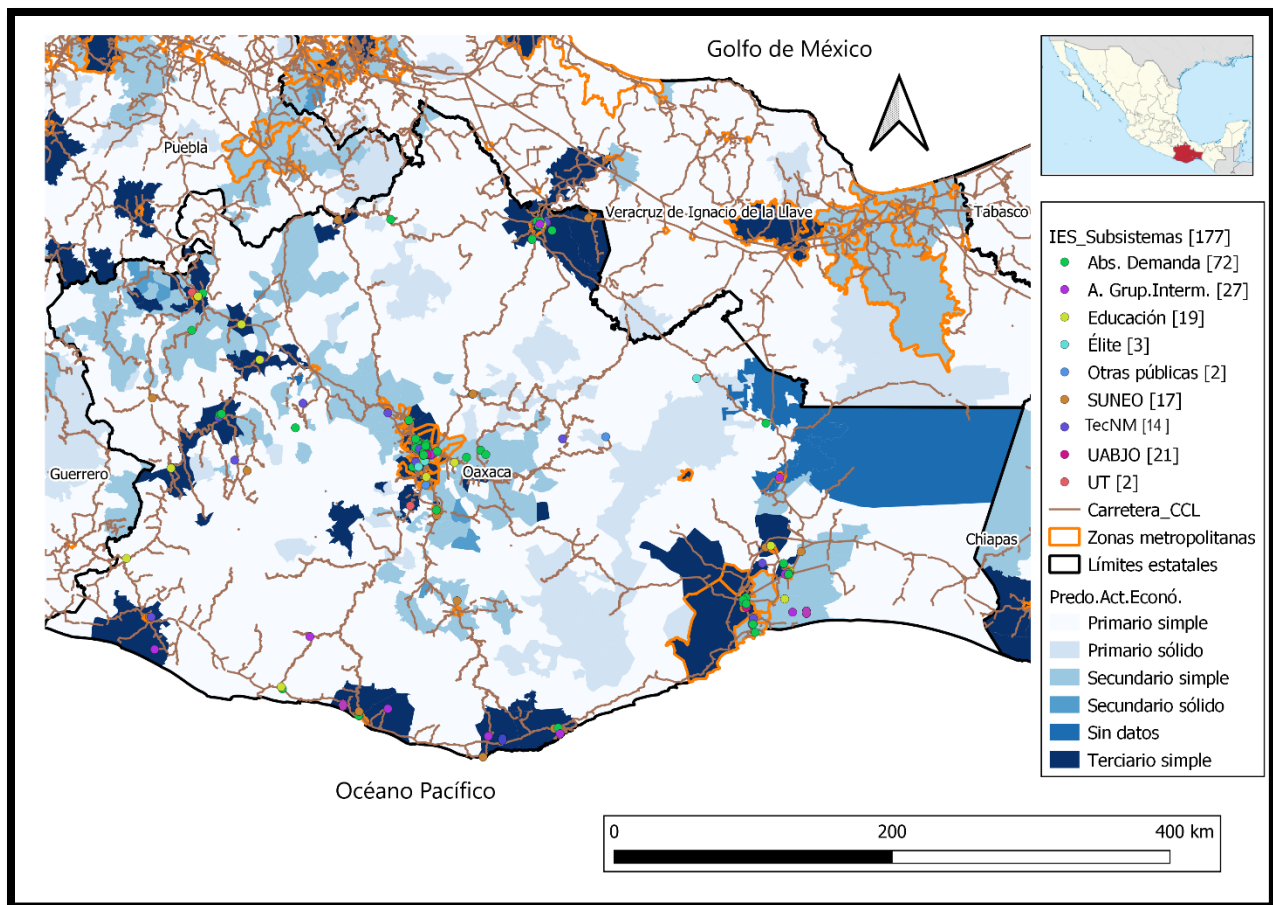 Golfo de México
Puebla
Veracruz de Ignacio de la Llave
Tabasco
Guerrero
Oaxaca
Chiapas
Océano Pacífico
IES_Subsistemas [177]
Abs. Demanda [72]
A. Grup.Interm. [27]
Educación [19]
Élite [3]
Otras públicas [2]
SUNEO [17]
TecNM [14]
UABJO [21]
UT [2]
Carretera_CCL
Zonas metropolitanas
Límites estatales
Predo.Act.Econó.
Primario simple
Primario sólido
Secundario simple
Secundario sólido
Sin datos
Terciario simple
0 200 400 km